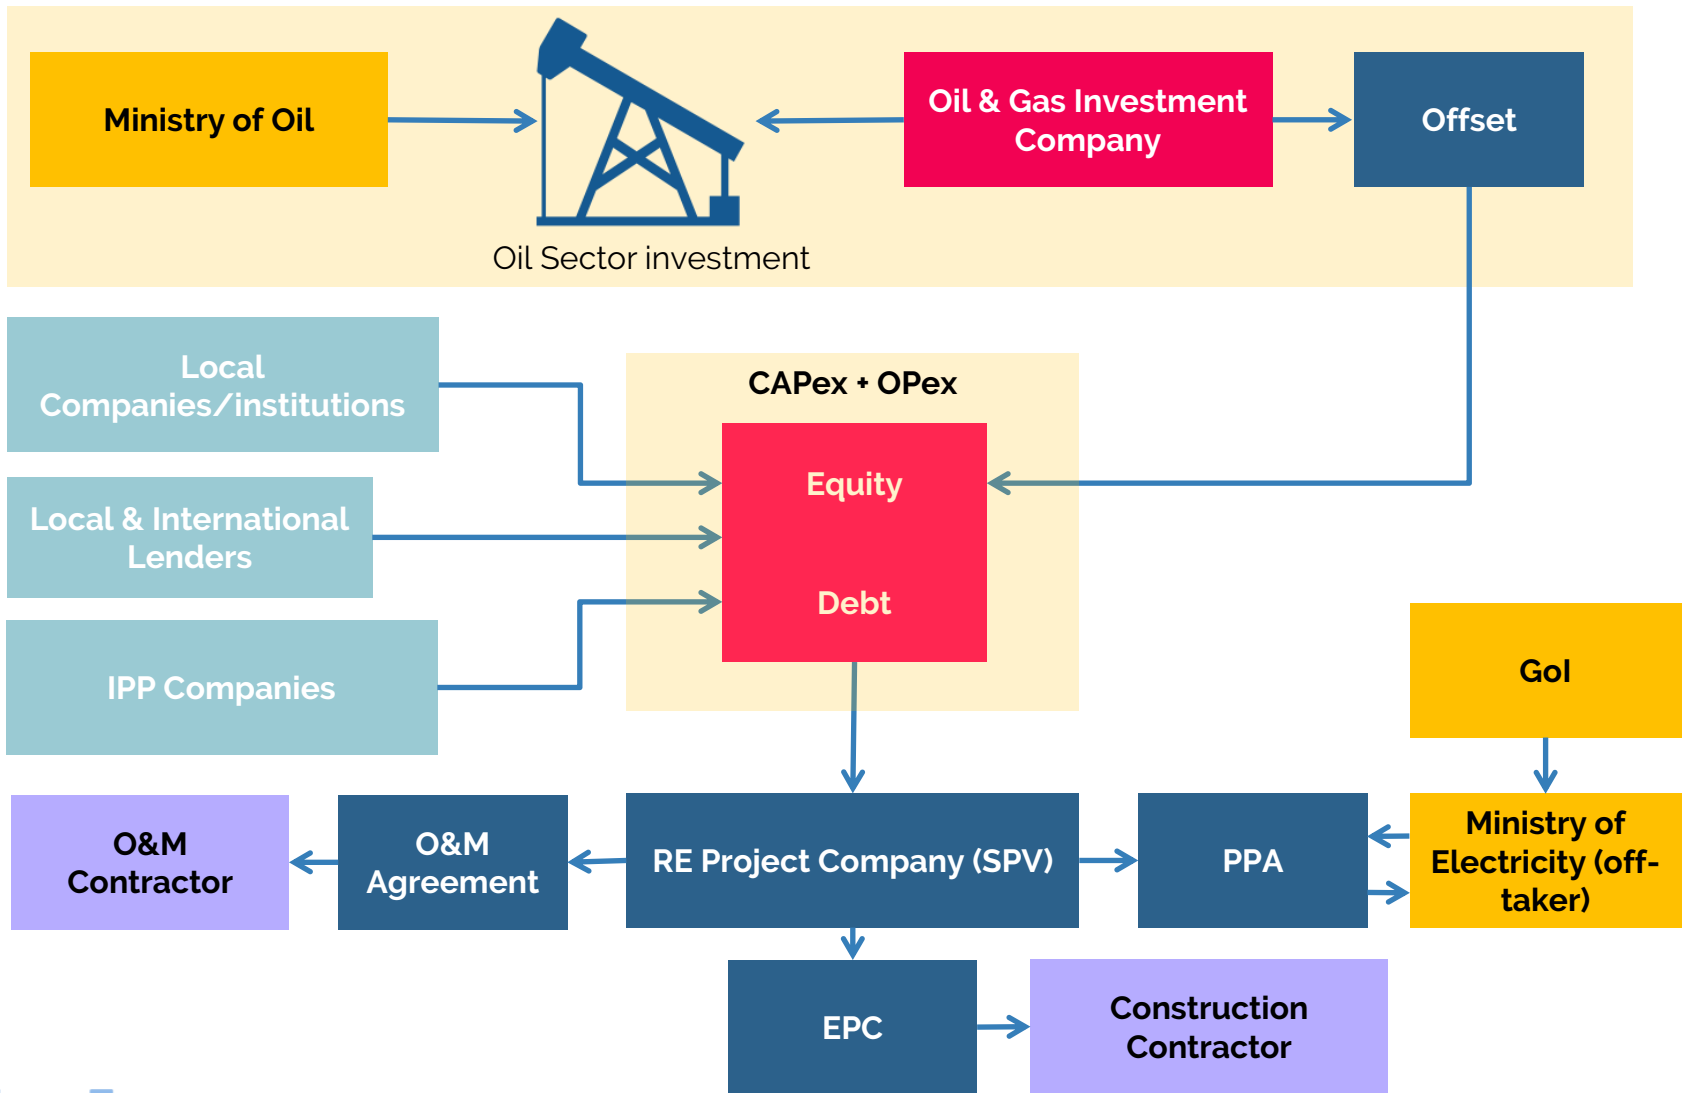 Ministry of Oil
Oil & Gas Investment
Company
Offset
Oil Sector investment
Local
Companies/institutions
CAPex + OPex
Equity
Local & International
Lenders
Debt
IPP Companies
GoI
O&M
Contractor
O&M
Agreement
RE Project Company (SPV)
PPA
Ministry of
Electricity (off-
taker)
EPC
Construction
Contractor